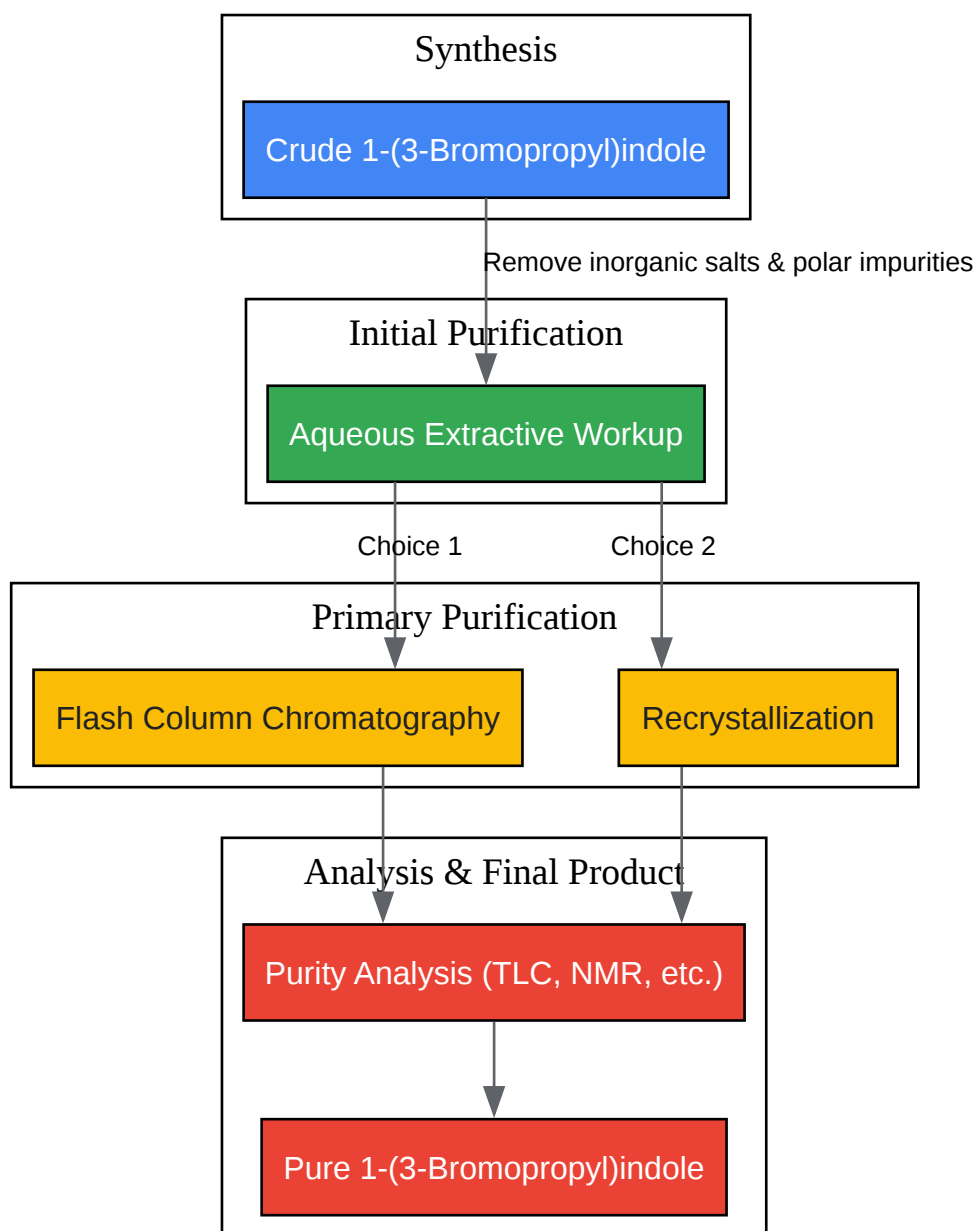 Synthesis
Crude 1-(3-Bromopropyl)indole
Remove inorganic salts & polar impurities
Initial Purification
Aqueous Extractive Workup
Choice 1
Choice 2
Primary Purification
Flash Column Chromatography
Recrystallization
Analysis & Final Product
Purity Analysis (TLC, NMR, etc.)
Pure 1-(3-Bromopropyl)indole